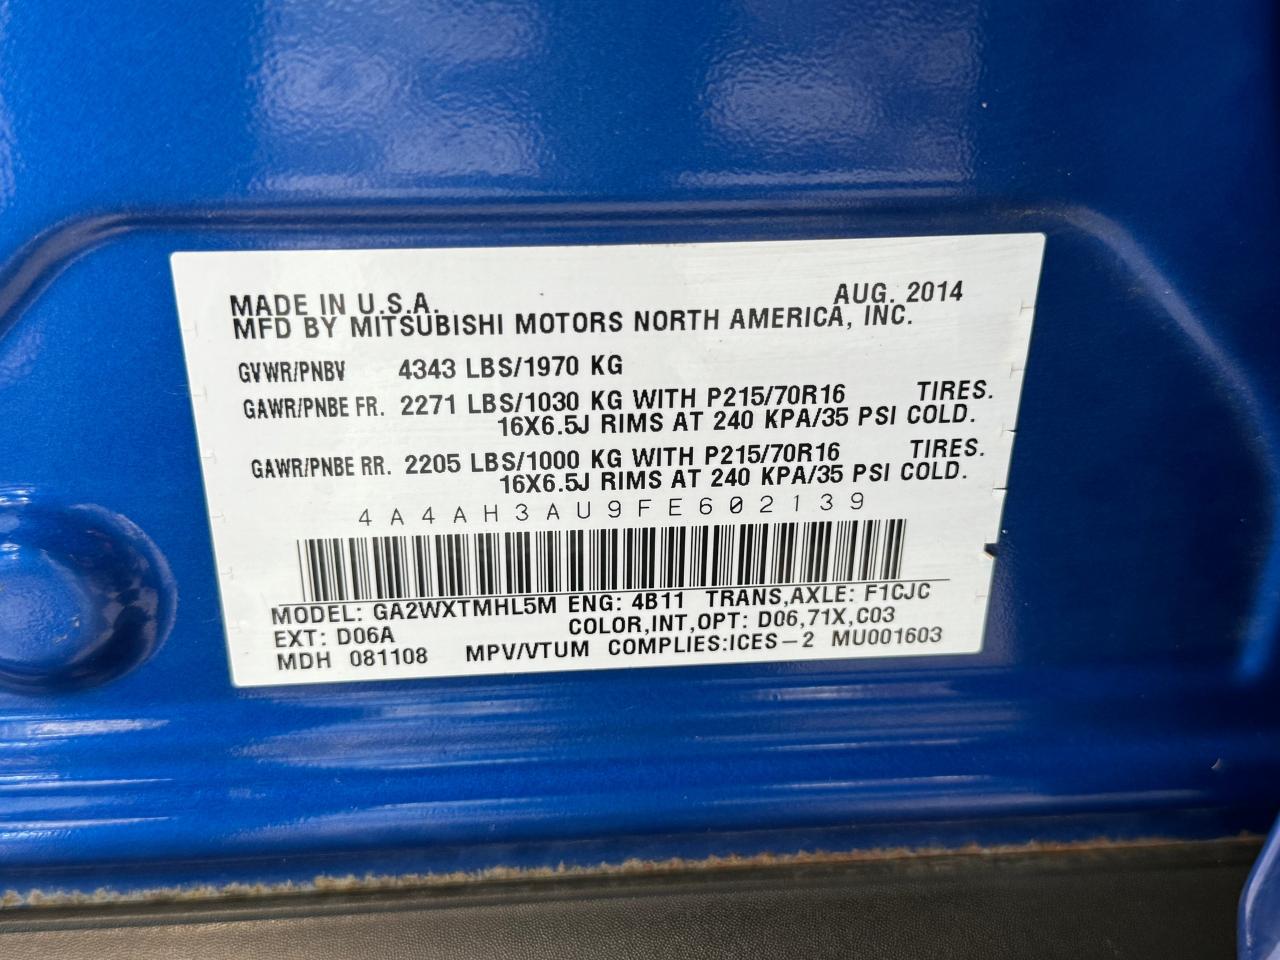 MADE IN U.S.A. AUG. 2014
MFD BY MITSUBISHI MOTORS NORTH AMERICA, INC.
GVWR/PNBV 4343 LBS/1970 KG
GAWR/PNBE FR. 2271 LBS/1030 KG WITH P215/70R16 TIRES.
16X6.5J RIMS AT 240 KPA/35 PSI COLD.
GAWR/PNBE RR. 2205 LBS/1000 KG WITH P215/70R16 TIRES.
16X6.5J RIMS AT 240 KPA/35 PSI COLD.
4A4AH3AU9FE602139
MODEL: GA2WXTMHL5M ENG: 4B11 TRANS,AXLE: F1CJC
EXT: D06A COLOR,INT,OPT: D06,71X,C03
MDH 081108 MPV/VTUM COMPLIES:ICES-2 MU001603